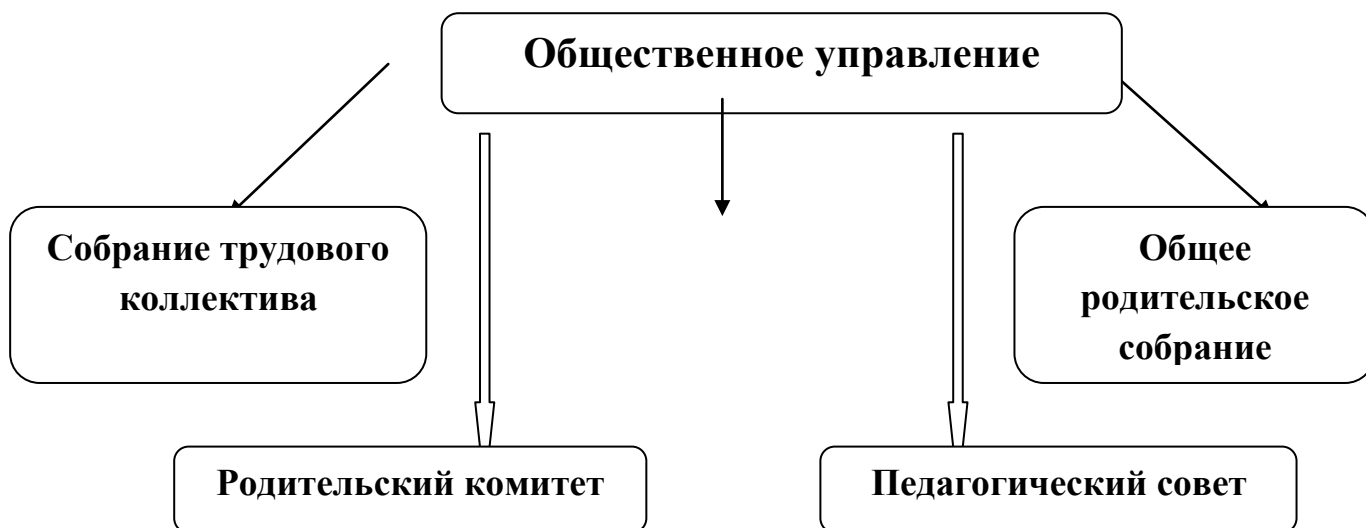 Общественное управление
Собрание трудового
коллектива
Общее
родительское
собрание
Родительский комитет
Педагогический совет